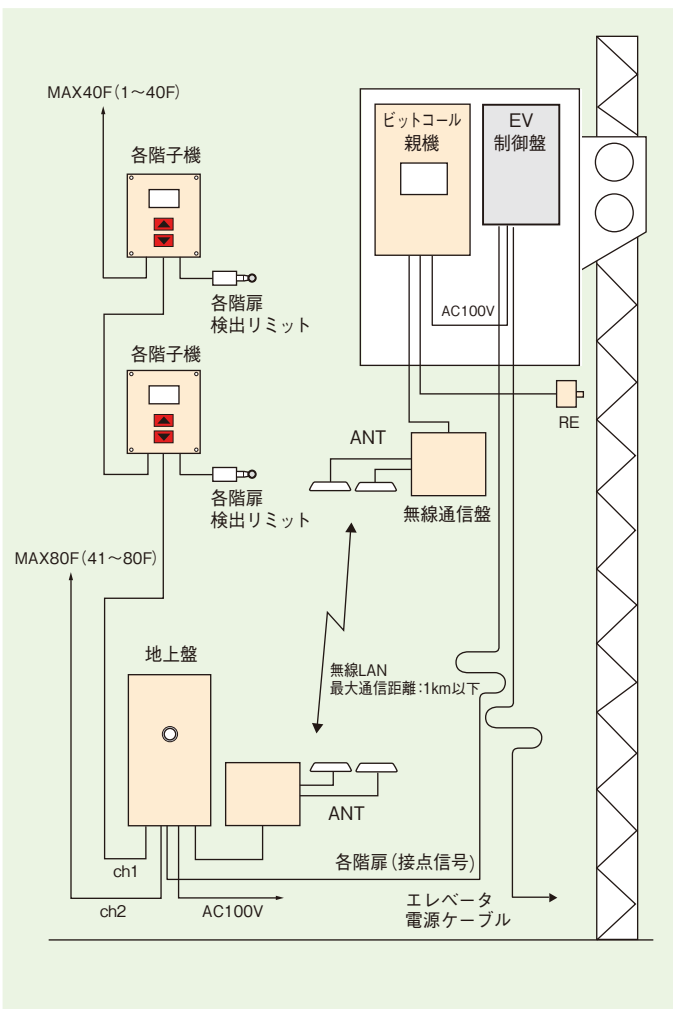 MAX40F（1～40F）
各階子機
各階扉
検出リミット
各階子機
各階扉
検出リミット
MAX80F（41～80F）
地上盤
ch1
ch2
AC100V
ANT
各階扉（接点信号）
無線LAN
最大通信距離：1km以下
ANT
無線通信盤
ビットコール
親機
EV
制御盤
AC100V
RE
エレベータ
電源ケーブル